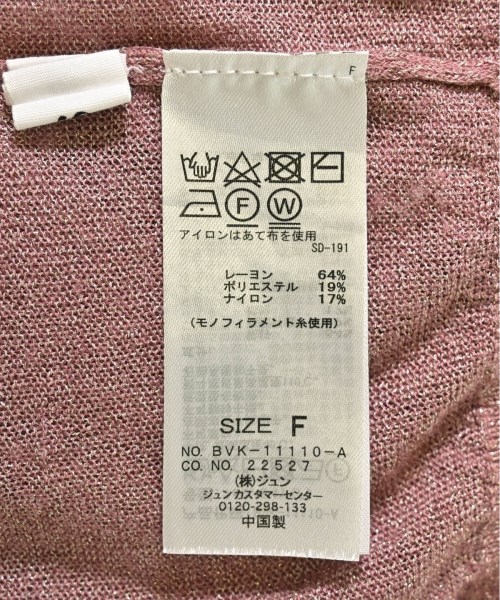 F
F W
アイロンはあて布を使用
SD-191
レーヨン 64%
ポリエステル 19%
ナイロン 17%
(モノフィラメント糸使用)
SIZE F
NO. BVK-11110-A
CO. NO. 22527
(株)ジュン
ジュンカスタマーセンター
0120-298-133
中国製